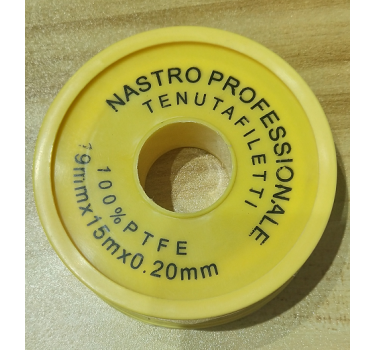 NASTRO PROFESSIONALE
TENUTAFILETTI
100% PTFE
19mmx15mx0.20mm